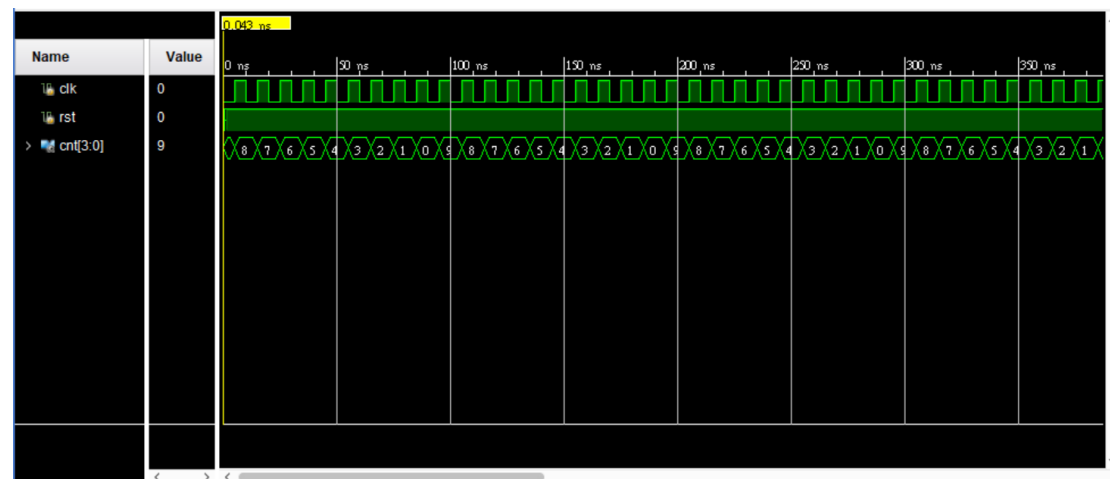 0.043 ns
Name Value
0 ns 50 ns 100 ns 150 ns 200 ns 250 ns 300 ns 350 ns
clk 0
rst 0
cnt[3:0] 9 8 7 6 5 4 3 2 1 0 9 8 7 6 5 4 3 2 1 0 9 8 7 6 5 4 3 2 1 0 9 8 7 6 5 4 3 2 1